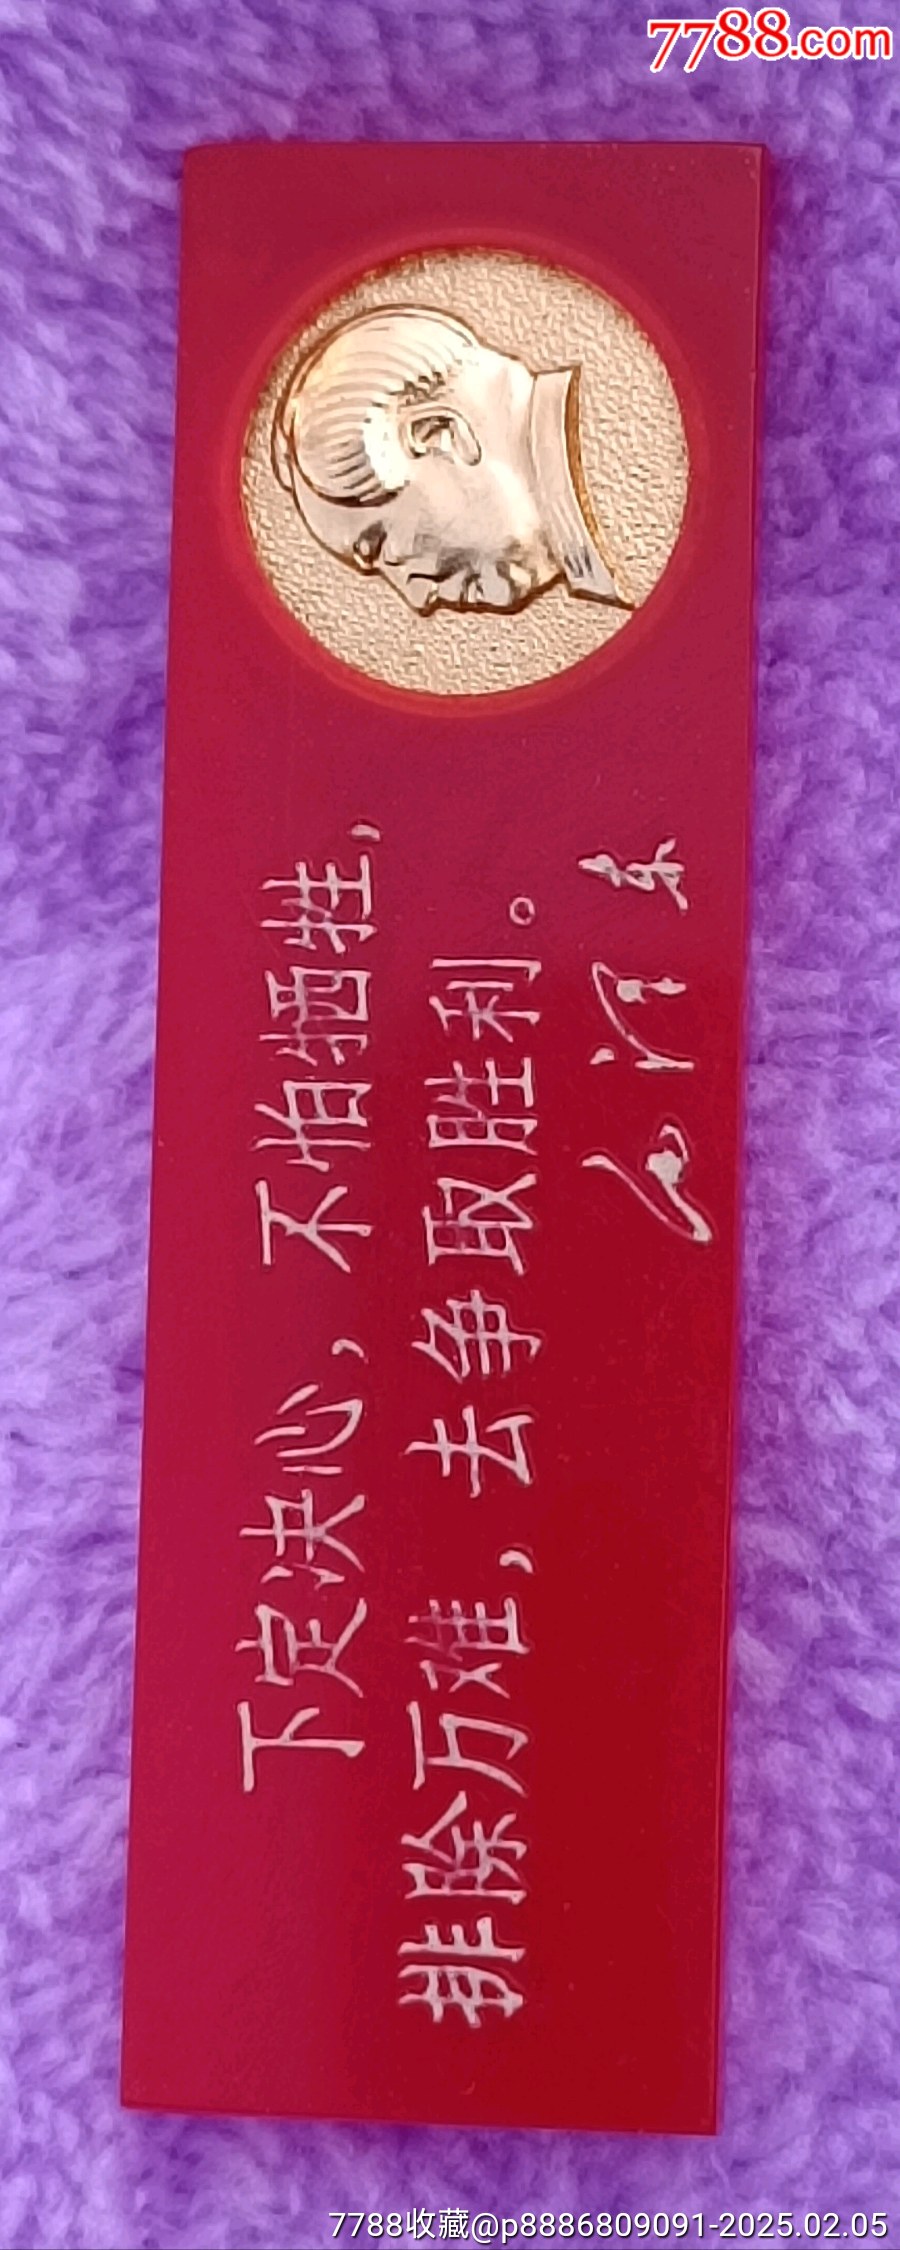 7788.com
下定决心，不怕牺牲，
排除万难，去争取胜利。
毛泽东
7788收藏@p8886809091-2025.02.05